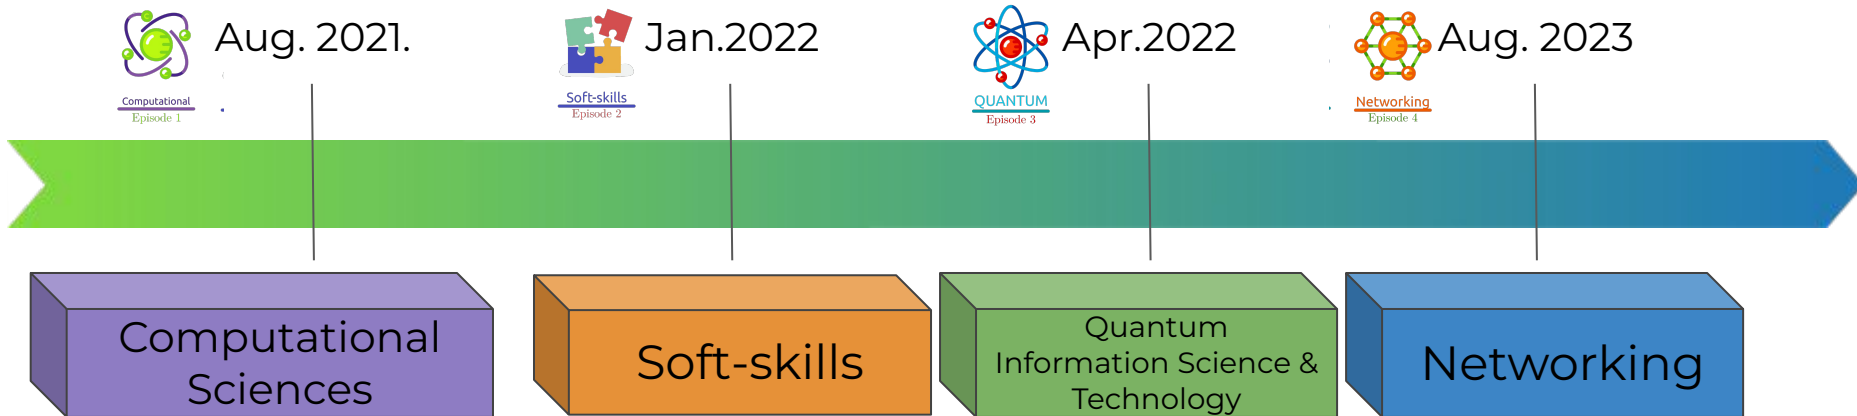 Aug. 2021.
Jan.2022
Apr.2022
Aug. 2023
Computational
Episode 1
Soft-skills
Episode 2
QUANTUM
Episode 3
Networking
Episode 4
Computational
Sciences
Soft-skills
Quantum
Information Science &
Technology
Networking